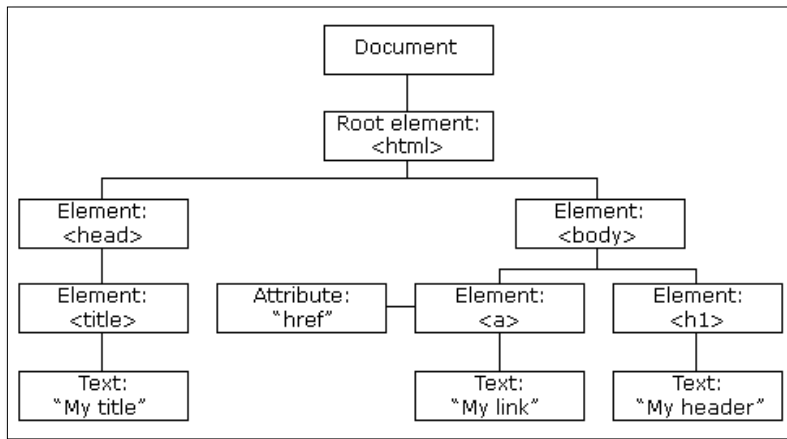 Document
Root element:
<html>
Element:
<head>
Element:
<body>
Element:
<title>
Attribute:
“href”
Element:
<a>
Element:
<h1>
Text:
“My title”
Text:
“My link”
Text:
“My header”